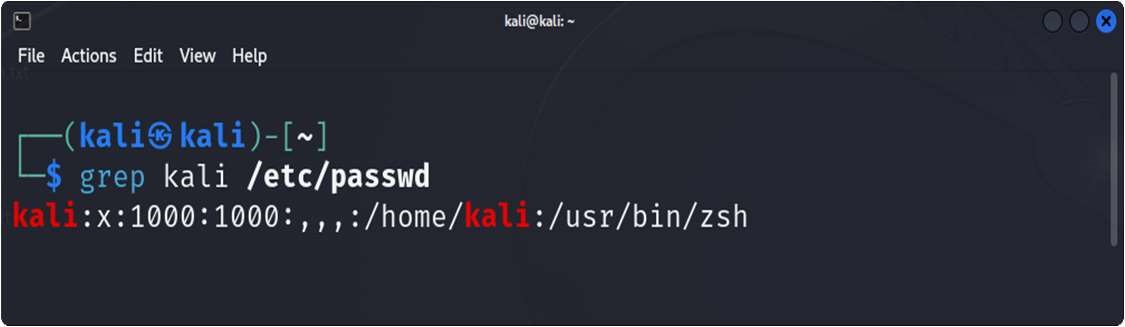 kali@kali: ~
File Actions Edit View Help
┌──(kali㉿kali)-[~]
└─$ grep kali /etc/passwd
kali:x:1000:1000:,,,:/home/kali:/usr/bin/zsh